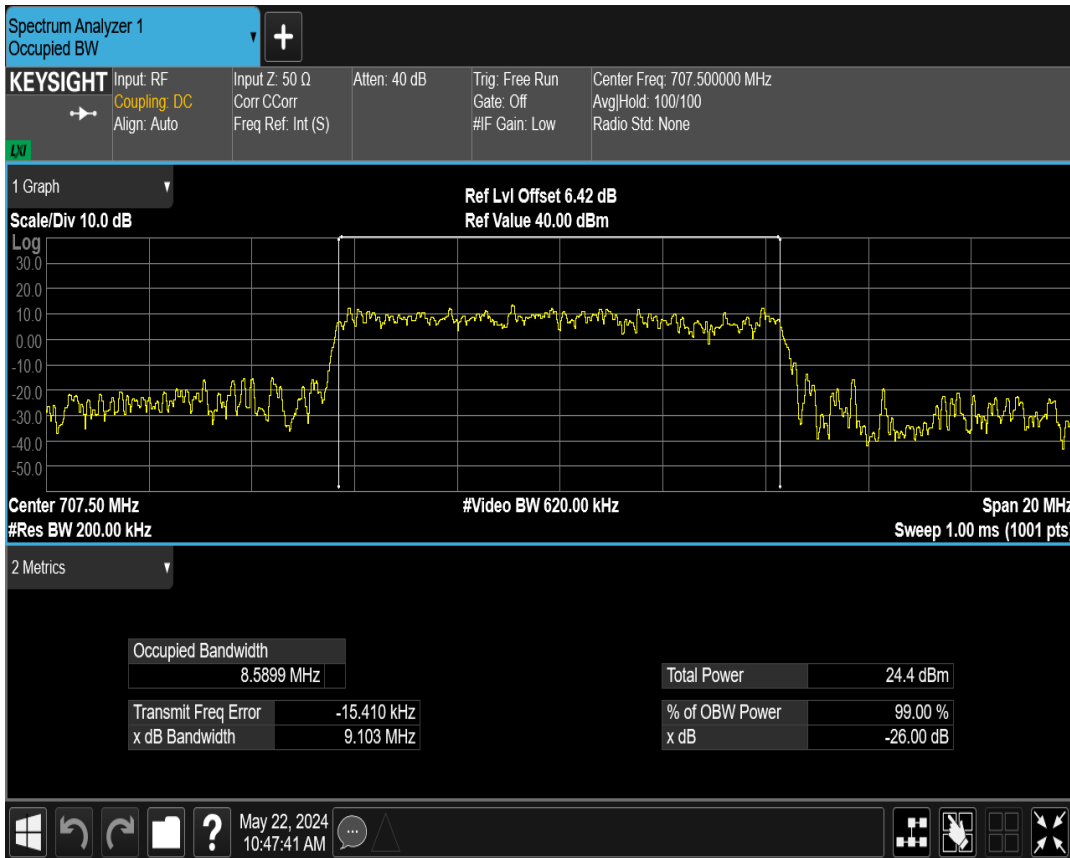 Spectrum Analyzer 1
Occupied BW
+
KEYSIGHT
LXI
Input: RF
Coupling: DC
Align: Auto
Input Z: 50 Ω
Corr CCorr
Freq Ref: Int (S)
Atten: 40 dB
Trig: Free Run
Gate: Off
#IF Gain: Low
Center Freq: 707.500000 MHz
Avg|Hold: 100/100
Radio Std: None
1 Graph
Scale/Div 10.0 dB
Ref Lvl Offset 6.42 dB
Ref Value 40.00 dBm
Log
30.0
20.0
10.0
0.00
-10.0
-20.0
-30.0
-40.0
-50.0
Center 707.50 MHz
#Video BW 620.00 kHz
Span 20 MHz
#Res BW 200.00 kHz
Sweep 1.00 ms (1001 pts)
2 Metrics
Occupied Bandwidth
8.5899 MHz
Total Power 24.4 dBm
Transmit Freq Error -15.410 kHz
% of OBW Power 99.00 %
x dB Bandwidth 9.103 MHz
x dB -26.00 dB
?
May 22, 2024
10:47:41 AM